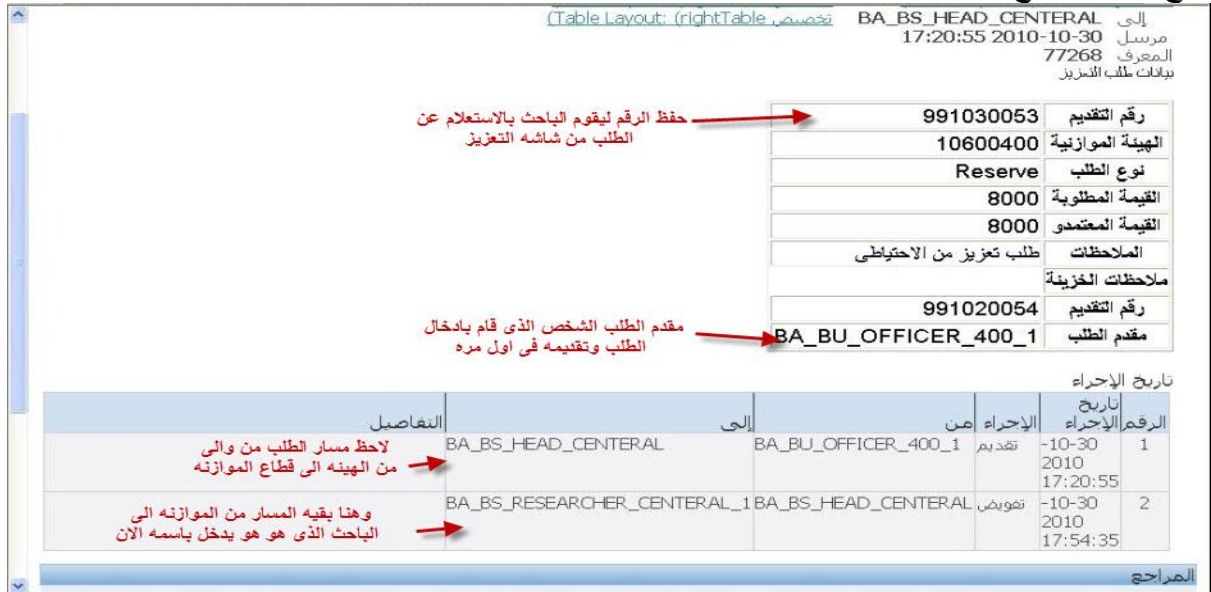 إلى BA_BS_HEAD_CENTERAL تخصيص Table Layout: (rightTable)
مرسل 30-10-2010 17:20:55
المعرف 77268
بيانات طلب التعزيز
رقم التقديم 991030053
حفظ الرقم ليقوم الباحث بالاستعلام عن
الطلب من شاشه التعزيز
الهيئة الموازنية 10600400
نوع الطلب Reserve
القيمة المطلوبة 8000
القيمة المعتمدو 8000
الملاحظات طلب تعزيز من الاحتياطى
ملاحظات الخزينة
رقم التقديم 991020054
مقدم الطلب BA_BU_OFFICER_400_1
مقدم الطلب الشخص الذى قام بادخال
الطلب وتقديمه فى اول مره
تاريخ الإجراء
الرقم تاريخ الإجراء الإجراء من إلى التفاصيل
1 30-10-2010 17:20:55 تقديم BA_BU_OFFICER_400_1 BA_BS_HEAD_CENTERAL
لاحظ مسار الطلب من والى
من الهيئه الى قطاع الموازنه
2 30-10-2010 17:54:35 تفويض BA_BS_HEAD_CENTERAL BA_BS_RESEARCHER_CENTERAL_1
وهنا بقيه المسار من الموازنه الى
الباحث الذى هو هو يدخل باسمه الان
المراجع